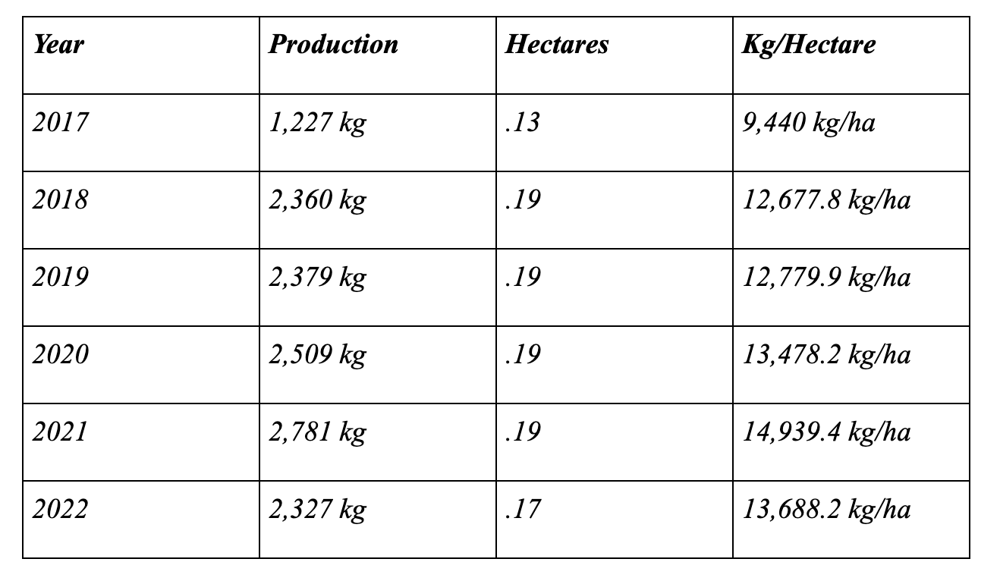 Year Production Hectares Kg/Hectare
2017 1,227 kg .13 9,440 kg/ha
2018 2,360 kg .19 12,677.8 kg/ha
2019 2,379 kg .19 12,779.9 kg/ha
2020 2,509 kg .19 13,478.2 kg/ha
2021 2,781 kg .19 14,939.4 kg/ha
2022 2,327 kg .17 13,688.2 kg/ha